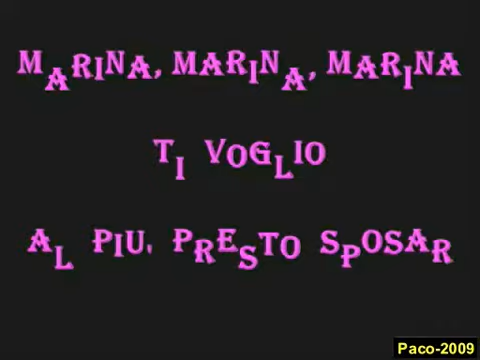 MARINA, MARINA, MARINA
TI VOGLIO
AL PIU' PRESTO SPOSAR
Paco-2009